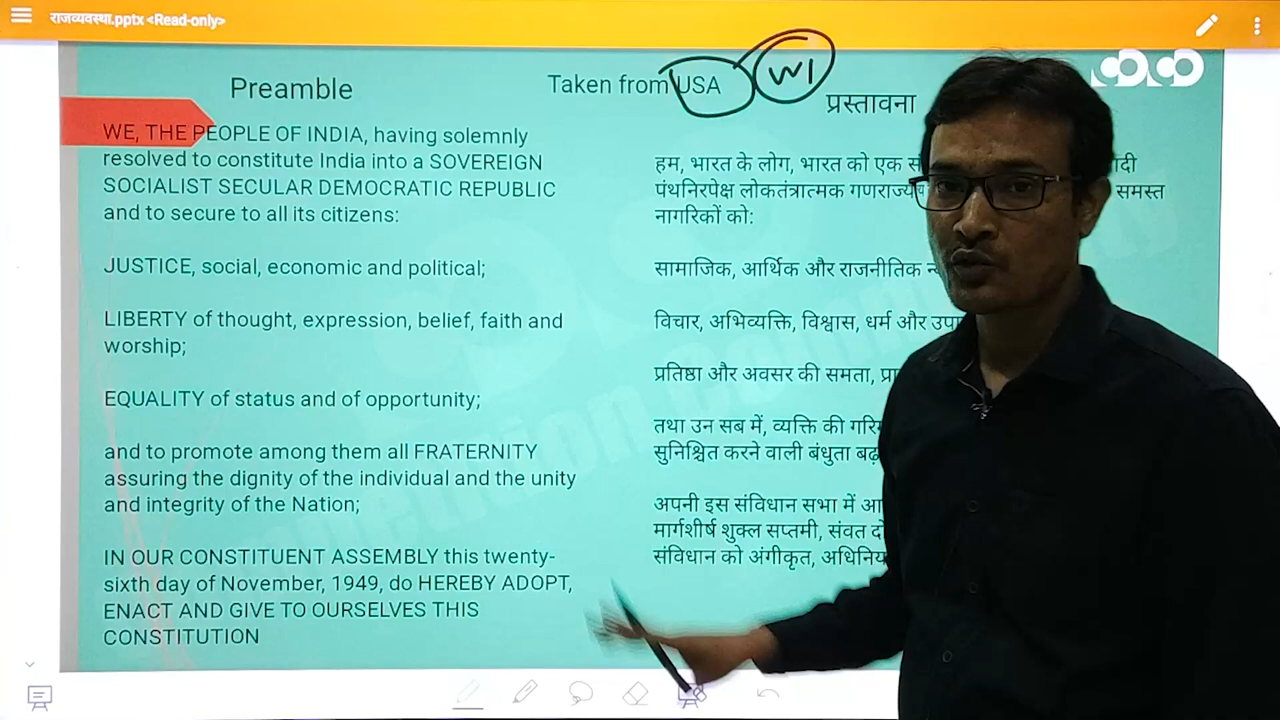 राजव्यवस्था.pptx <Read-only>
Preamble
Taken from USA
WI
प्रस्तावना
WE, THE PEOPLE OF INDIA, having solemnly
resolved to constitute India into a SOVEREIGN
SOCIALIST SECULAR DEMOCRATIC REPUBLIC
and to secure to all its citizens:
JUSTICE, social, economic and political;
LIBERTY of thought, expression, belief, faith and
worship;
EQUALITY of status and of opportunity;
and to promote among them all FRATERNITY
assuring the dignity of the individual and the unity
and integrity of the Nation;
IN OUR CONSTITUENT ASSEMBLY this twenty-
sixth day of November, 1949, do HEREBY ADOPT,
ENACT AND GIVE TO OURSELVES THIS
CONSTITUTION
हम, भारत के लोग, भारत को एक
पंथनिरपेक्ष लोकतंत्रात्मक समस्त
नागरिकों को:
सामाजिक, आर्थिक और राजनीतिक
विचार, अभिव्यक्ति, विश्वास, धर्म और
प्रतिष्ठा और अवसर की समता,
तथा उन सब में, व्यक्ति की
सुनिश्चित करने वाली बंधुता
अपनी इस संविधान सभा में
मार्गशीर्ष शुक्ल सप्तमी, संवत
संविधान को अंगीकृत,